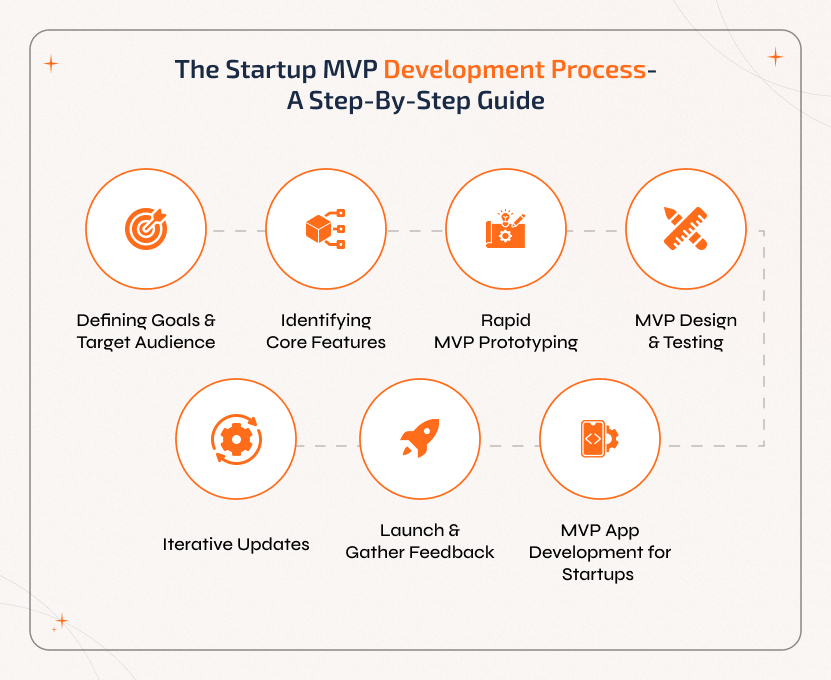 The Startup MVP Development Process-
A Step-By-Step Guide
Defining Goals &
Target Audience
Identifying
Core Features
Rapid
MVP Prototyping
MVP Design
& Testing
Iterative Updates
Launch &
Gather Feedback
MVP App
Development for
Startups